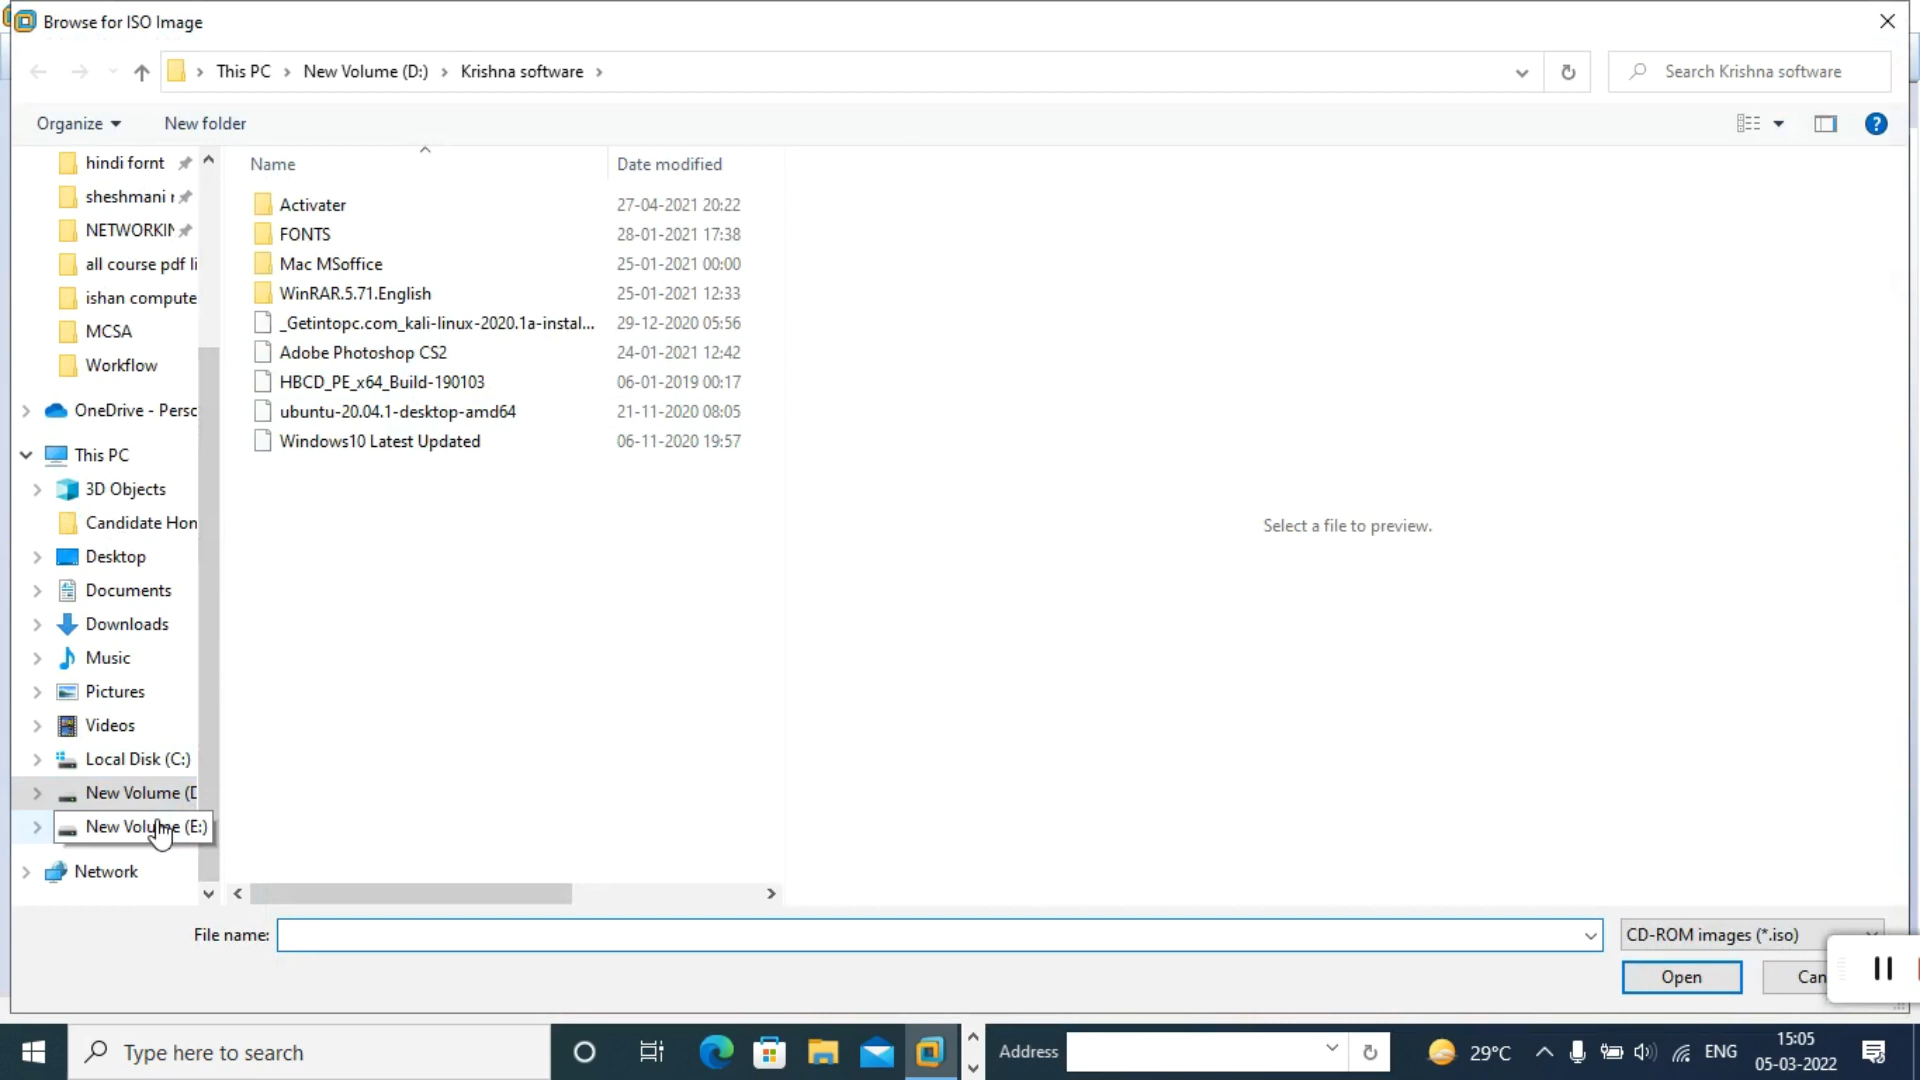 Browse for ISO Image
This PC > New Volume (D:) > Krishna software >
Search Krishna software
Organize
New folder
Name
Date modified
hindi fornt
sheshmani r
NETWORKIN
all course pdf li
ishan compute
MCSA
Workflow
OneDrive - Persc
This PC
3D Objects
Candidate Hon
Desktop
Documents
Downloads
Music
Pictures
Videos
Local Disk (C:)
New Volume (D
New Volume (E:)
Network
Activater 27-04-2021 20:22
FONTS 28-01-2021 17:38
Mac MSoffice 25-01-2021 00:00
WinRAR.5.71.English 25-01-2021 12:33
_Getintopc.com_kali-linux-2020.1a-instal... 29-12-2020 05:56
Adobe Photoshop CS2 24-01-2021 12:42
HBCD_PE_x64_Build-190103 06-01-2019 00:17
ubuntu-20.04.1-desktop-amd64 21-11-2020 08:05
Windows10 Latest Updated 06-11-2020 19:57
Select a file to preview.
File name:
CD-ROM images (*.iso)
Open
Can
Type here to search
Address
29°C
ENG
15:05
05-03-2022